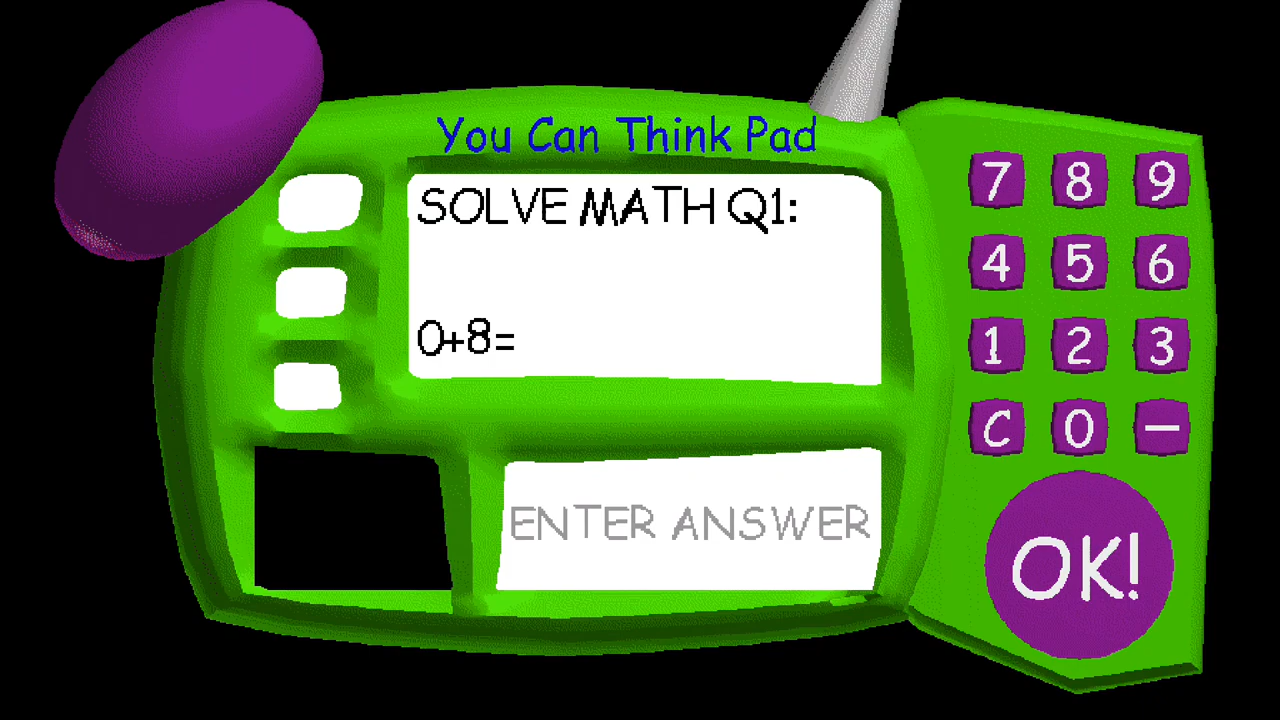 You Can Think Pad
SOLVE MATH Q1:
0+8=
ENTER ANSWER
7 8 9
4 5 6
1 2 3
C 0 −
OK!